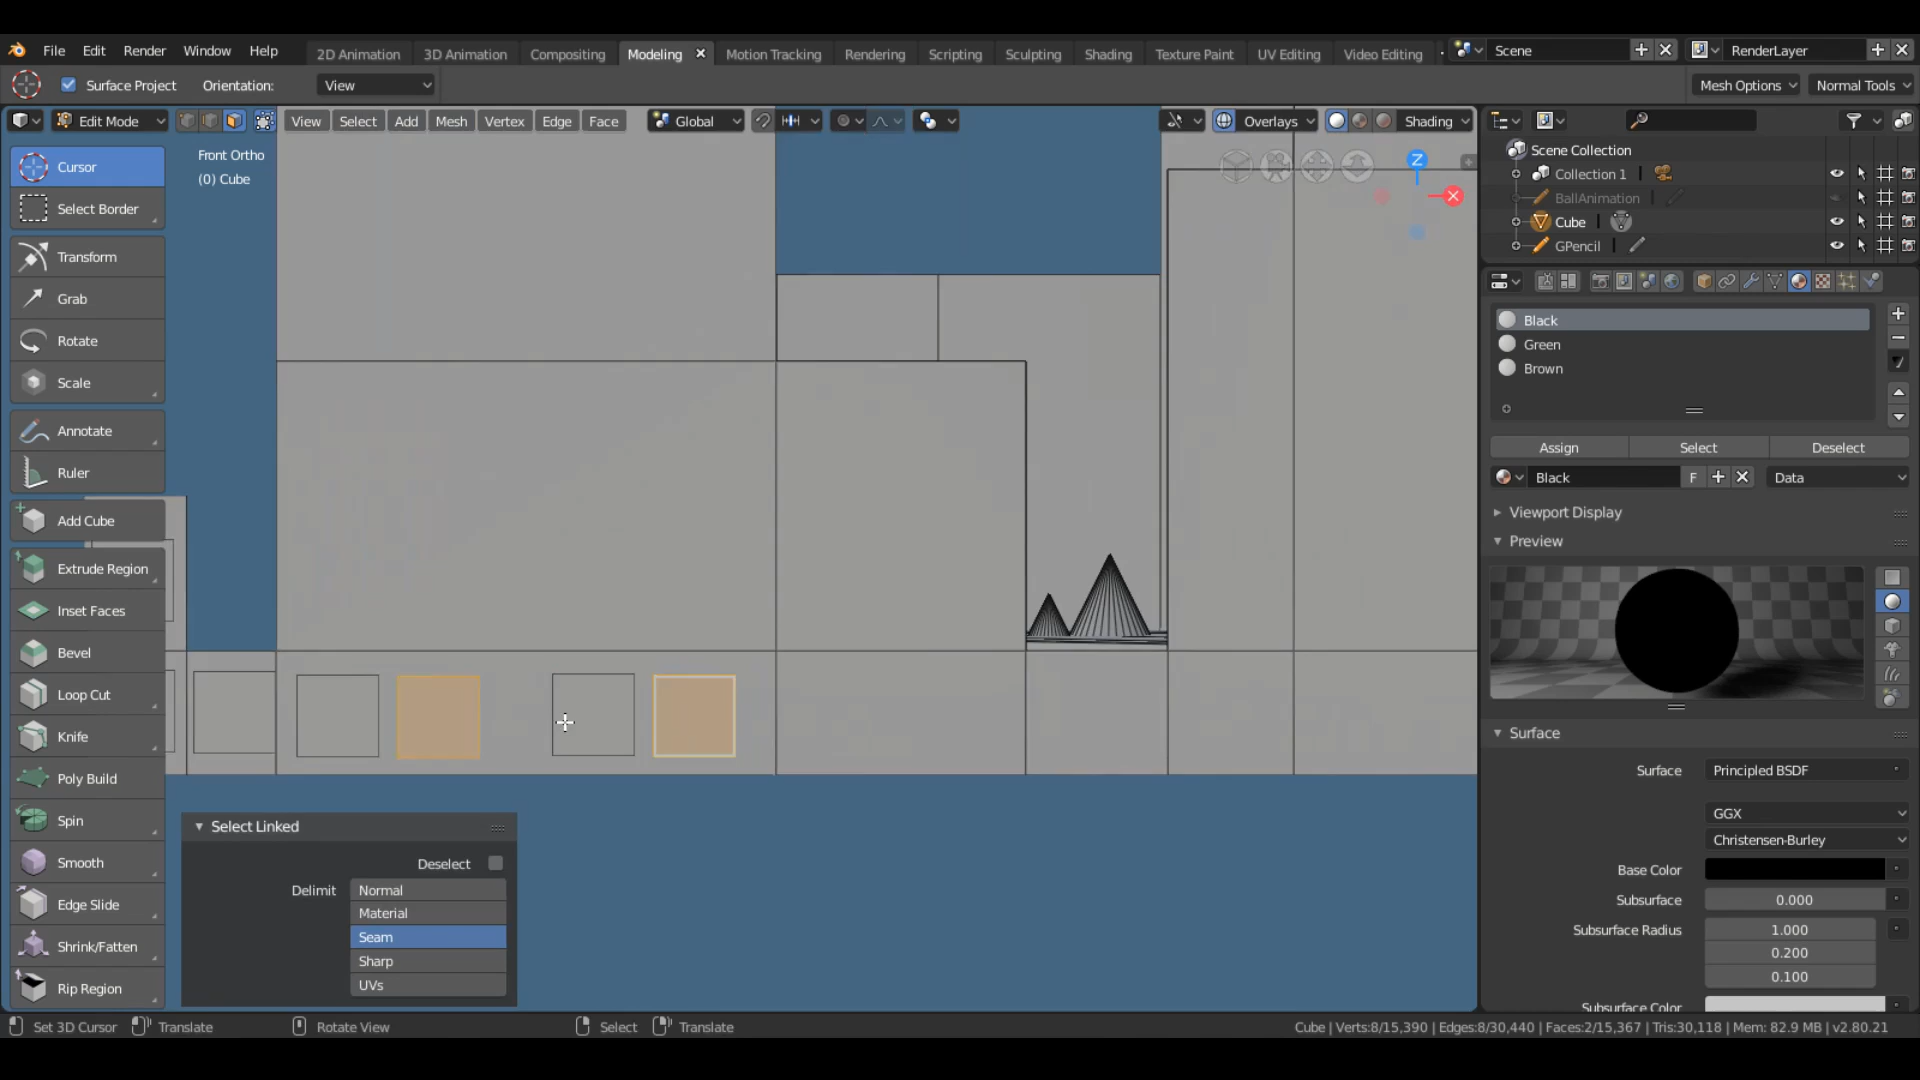 File Edit Render Window Help 2D Animation 3D Animation Compositing Modeling Motion Tracking Rendering Scripting Sculpting Shading Texture Paint UV Editing Video Editing Scene RenderLayer
Surface Project Orientation: View Mesh Options Normal Tools
Edit Mode View Select Add Mesh Vertex Edge Face Global Overlays Shading
Front Ortho
(0) Cube
Z
Cursor
Select Border
Transform
Grab
Rotate
Scale
Annotate
Ruler
Add Cube
Extrude Region
Inset Faces
Bevel
Loop Cut
Knife
Poly Build
Spin
Smooth
Edge Slide
Shrink/Fatten
Rip Region
Select Linked
Deselect
Delimit Normal
Material
Seam
Sharp
UVs
Scene Collection
Collection 1
BallAnimation
Cube
GPencil
Black
Green
Brown
Assign Select Deselect
Black F Data
Viewport Display
Preview
Surface
Surface Principled BSDF
GGX
Christensen-Burley
Base Color
Subsurface 0.000
Subsurface Radius 1.000
0.200
0.100
Subsurface Color
Set 3D Cursor Translate Rotate View Select Translate Cube | Verts:8/15,390 | Edges:8/30,440 | Faces:2/15,367 | Tris:30,118 | Mem: 82.9 MB | v2.80.21